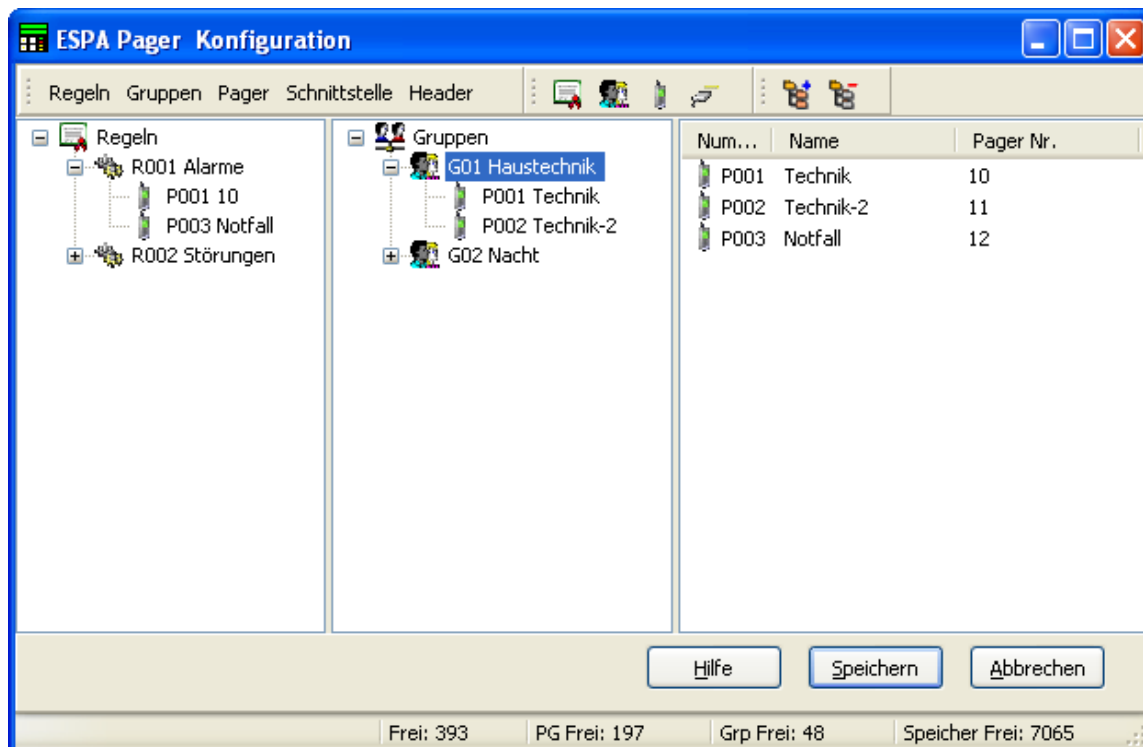 ESPA Pager Konfiguration
Regeln Gruppen Pager Schnittstelle Header
Regeln
R001 Alarme
P001 10
P003 Notfall
R002 Störungen
Gruppen
G01 Haustechnik
P001 Technik
P002 Technik-2
G02 Nacht
Num... Name Pager Nr.
P001 Technik 10
P002 Technik-2 11
P003 Notfall 12
Hilfe Speichern Abbrechen
Frei: 393 PG Frei: 197 Grp Frei: 48 Speicher Frei: 7065